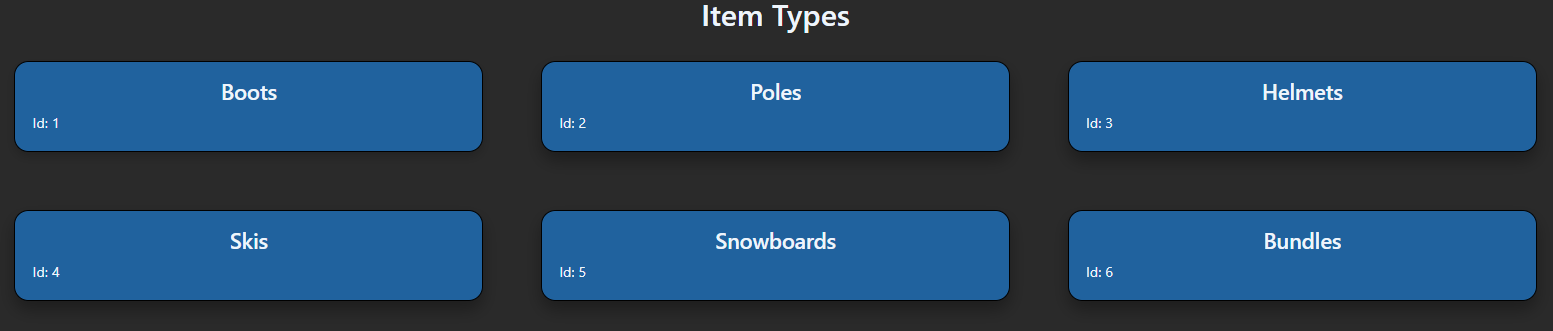 Item Types
Boots
Id: 1
Poles
Id: 2
Helmets
Id: 3
Skis
Id: 4
Snowboards
Id: 5
Bundles
Id: 6